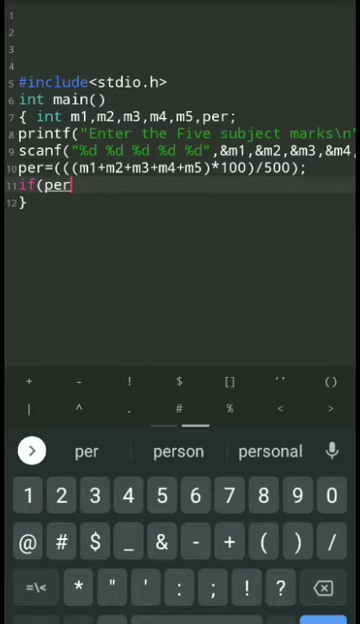 1
2
3
4
5 #include<stdio.h>
6 int main()
7 { int m1,m2,m3,m4,m5,per;
8 printf("Enter the Five subject marks\n"
9 scanf("%d %d %d %d %d",&m1,&m2,&m3,&m4,
10 per=(((m1+m2+m3+m4+m5)*100)/500);
11 if(per
12 }
+ - ! $ [] '' ()
| ^ . # % < >
per person personal
1 2 3 4 5 6 7 8 9 0
@ # $ _ & - + ( ) /
=\< * " ' : ; ! ?